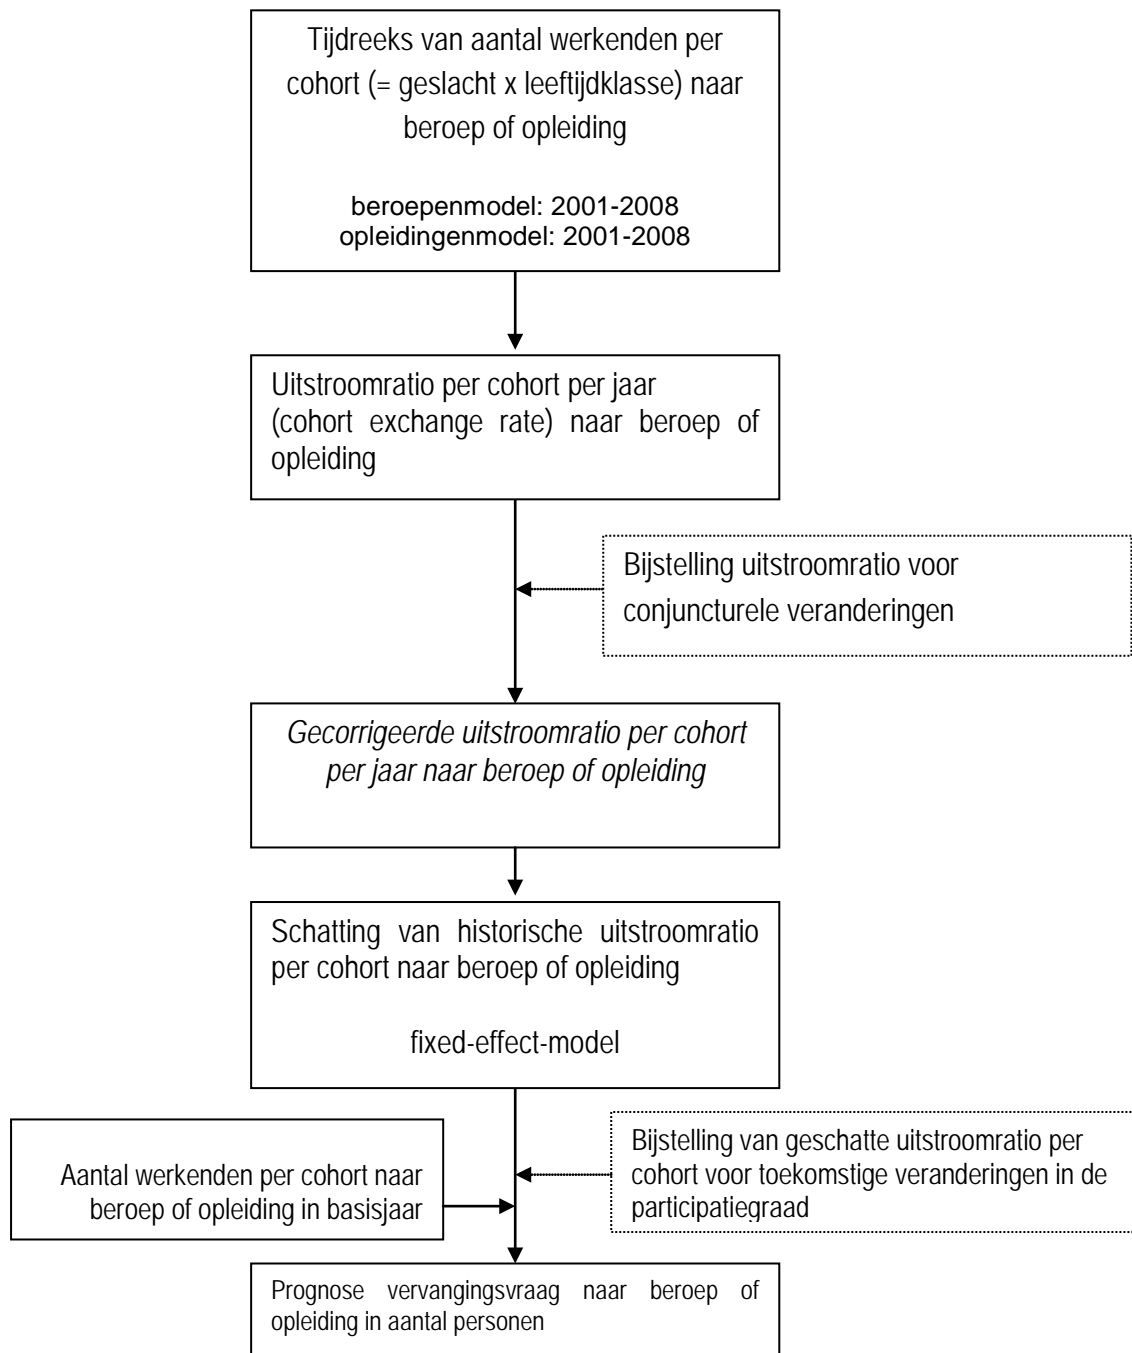 Tijdreeks van aantal werkenden per
cohort (= geslacht x leeftijdklasse) naar
beroep of opleiding
beroepenmodel: 2001-2008
opleidingenmodel: 2001-2008
Uitstroomratio per cohort per jaar
(cohort exchange rate) naar beroep of
opleiding
Bijstelling uitstroomratio voor
conjuncturele veranderingen
Gecorrigeerde uitstroomratio per cohort
per jaar naar beroep of opleiding
Schatting van historische uitstroomratio
per cohort naar beroep of opleiding
fixed-effect-model
Aantal werkenden per cohort naar
beroep of opleiding in basisjaar
Bijstelling van geschatte uitstroomratio per
cohort voor toekomstige veranderingen in de
participatiegraad
Prognose vervangingsvraag naar beroep of
opleiding in aantal personen